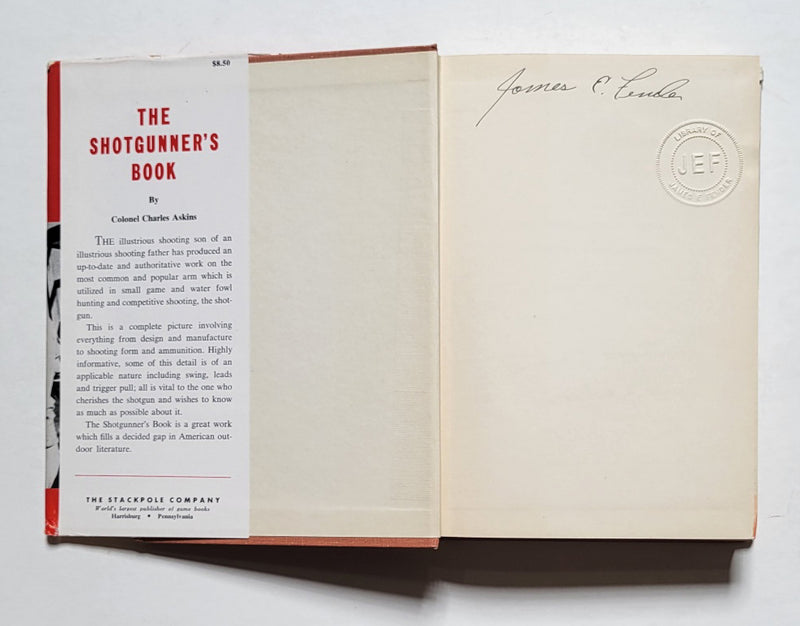 $8.50
THE
SHOTGUNNER'S
BOOK
By
Colonel Charles Askins
THE illustrious shooting son of an
illustrious shooting father has produced an
up-to-date and authoritative work on the
most common and popular arm which is
utilized in small game and water fowl
hunting and competitive shooting, the shot-
gun.
This is a complete picture involving
everything from design and manufacture
to shooting form and ammunition. Highly
informative, some of this detail is of an
applicable nature including swing, leads
and trigger pull; all is vital to the one who
cherishes the shotgun and wishes to know
as much as possible about it.
The Shotgunner's Book is a great work
which fills a decided gap in American out-
door literature.
THE STACKPOLE COMPANY
World's largest publisher of game books
Harrisburg • Pennsylvania
James E. Fender
LIBRARY OF
JEF
JAMES E FENDER